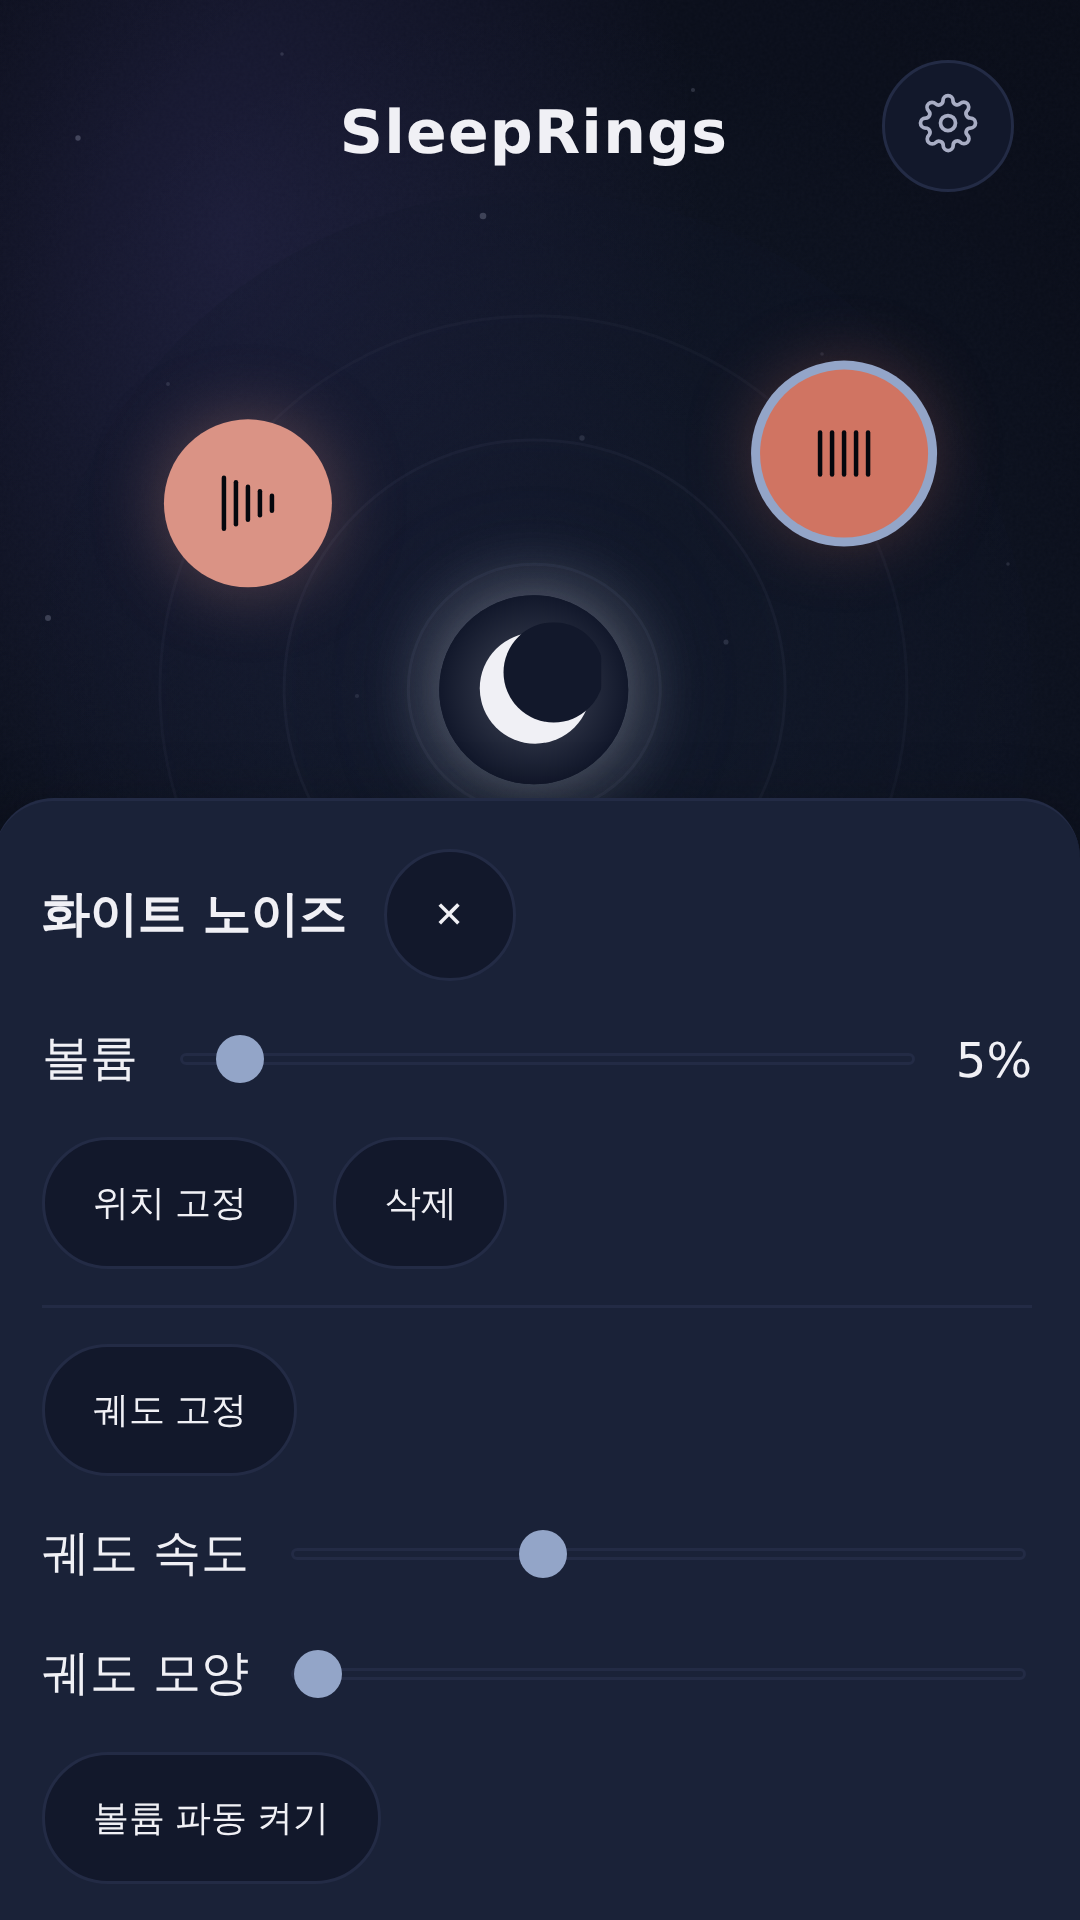 SleepRings
화이트 노이즈 ×
볼륨 5%
위치 고정 삭제
궤도 고정
궤도 속도
궤도 모양
볼륨 파동 켜기